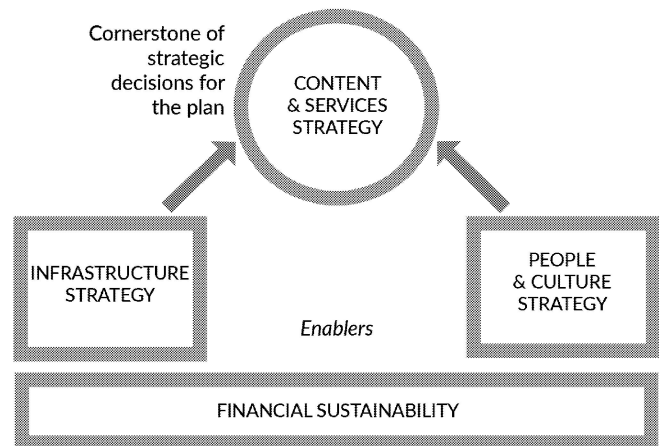 Cornerstone of
strategic
decisions for
the plan
CONTENT
& SERVICES
STRATEGY
INFRASTRUCTURE
STRATEGY
PEOPLE
& CULTURE
STRATEGY
Enablers
FINANCIAL SUSTAINABILITY